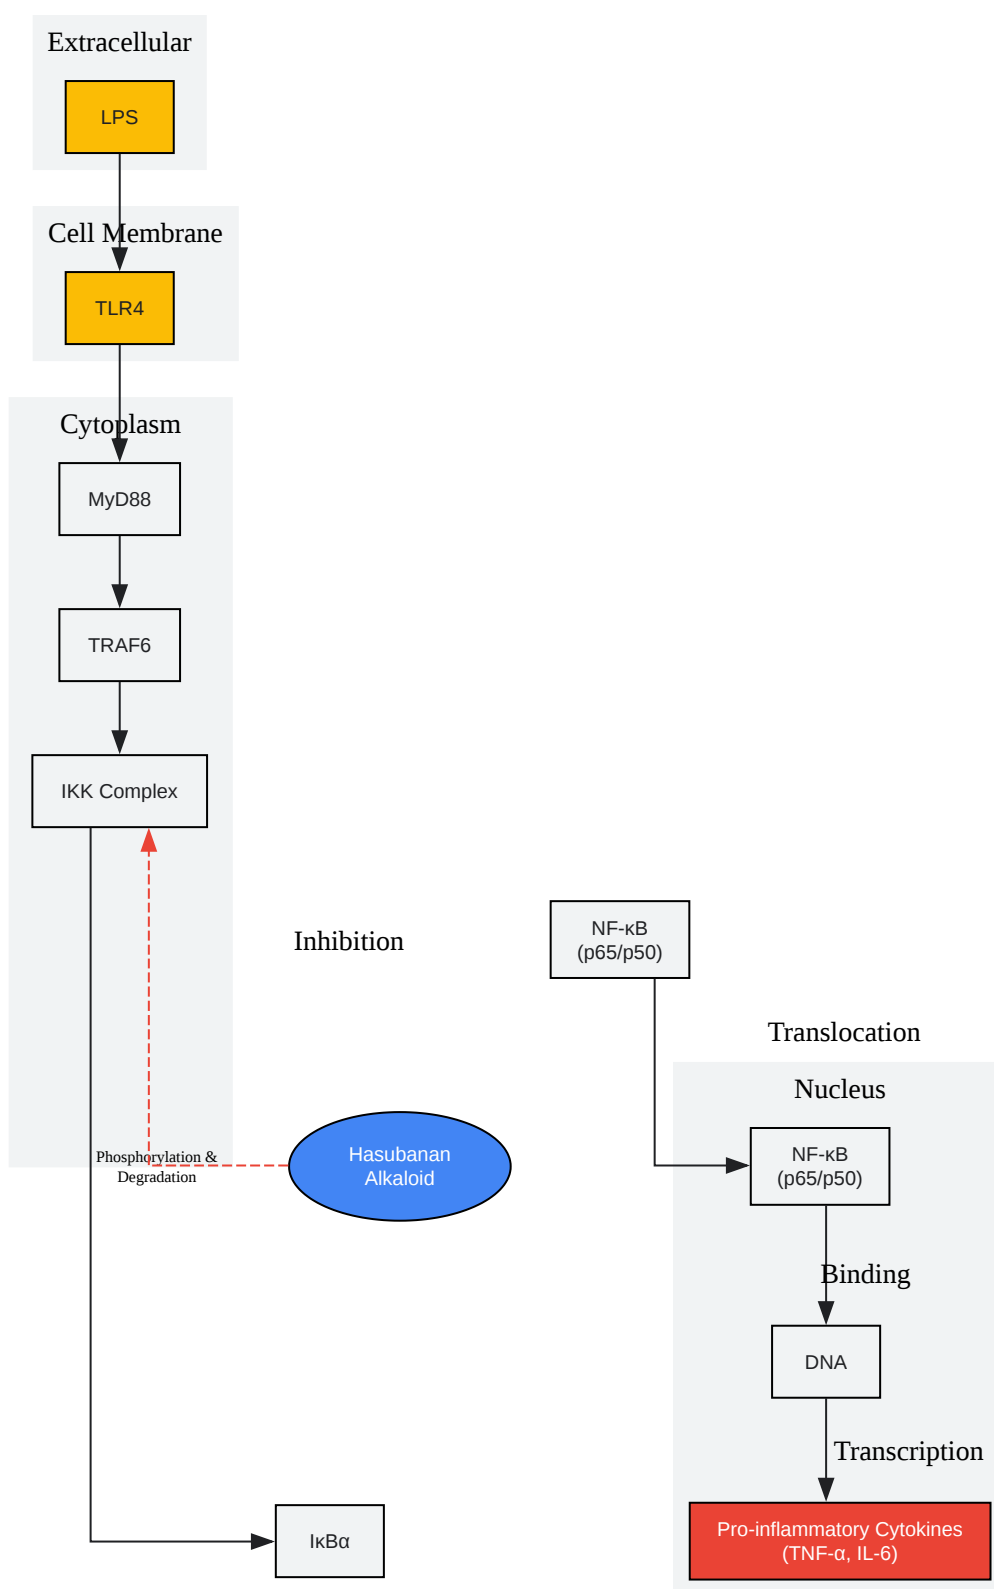 Extracellular
LPS
Cell Membrane
TLR4
Cytoplasm
MyD88
TRAF6
IKK Complex
Inhibition
NF-κB
(p65/p50)
Translocation
Nucleus
Phosphorylation &
Degradation
Hasubanan
Alkaloid
NF-κB
(p65/p50)
Binding
DNA
Transcription
IκBα
Pro-inflammatory Cytokines
(TNF-α, IL-6)